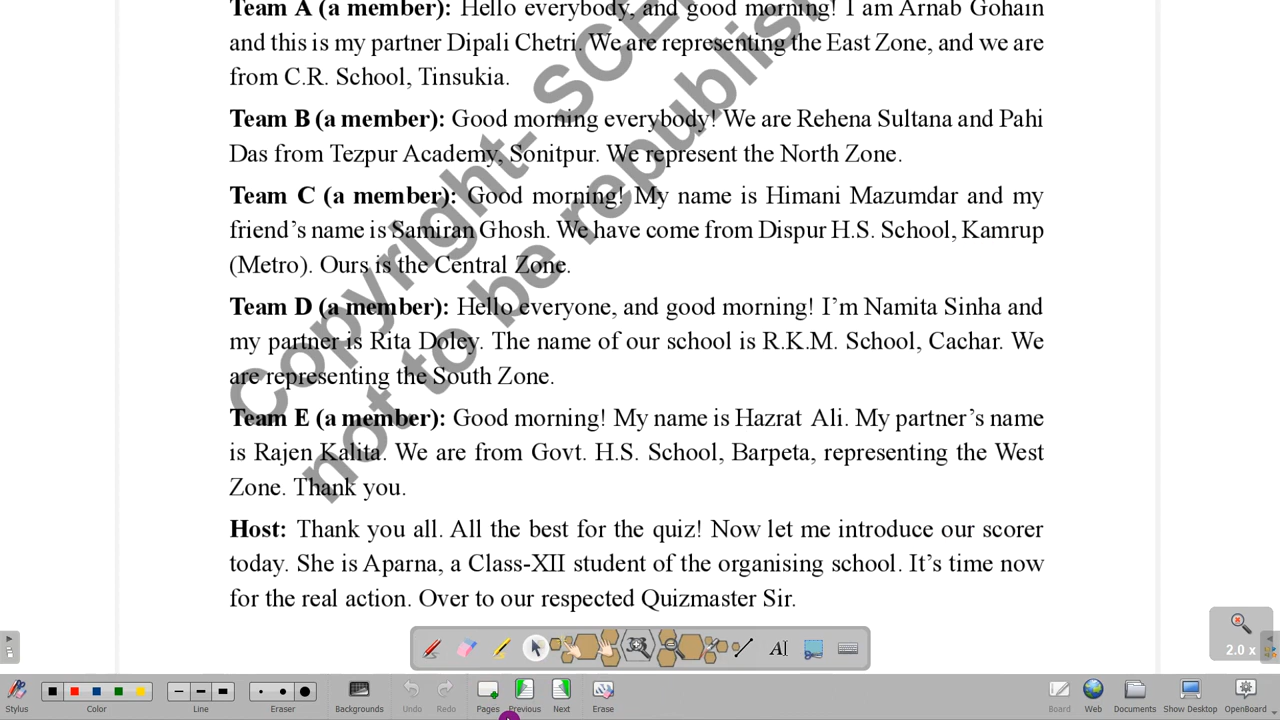 Team A (a member): Hello everybody, and good morning! I am Arnab Gohain
and this is my partner Dipali Chetri. We are representing the East Zone, and we are
from C.R. School, Tinsukia.
Team B (a member): Good morning everybody! We are Rehena Sultana and Pahi
Das from Tezpur Academy, Sonitpur. We represent the North Zone.
Team C (a member): Good morning! My name is Himani Mazumdar and my
friend’s name is Samiran Ghosh. We have come from Dispur H.S. School, Kamrup
(Metro). Ours is the Central Zone.
Team D (a member): Hello everyone, and good morning! I’m Namita Sinha and
my partner is Rita Doley. The name of our school is R.K.M. School, Cachar. We
are representing the South Zone.
Team E (a member): Good morning! My name is Hazrat Ali. My partner’s name
is Rajen Kalita. We are from Govt. H.S. School, Barpeta, representing the West
Zone. Thank you.
Host: Thank you all. All the best for the quiz! Now let me introduce our scorer
today. She is Aparna, a Class-XII student of the organising school. It’s time now
for the real action. Over to our respected Quizmaster Sir.
Copyright- SCE
not to be republis
2.0 x
Stylus Color Line Eraser Backgrounds Undo Redo Pages Previous Next Erase Board Web Documents Show Desktop OpenBoard